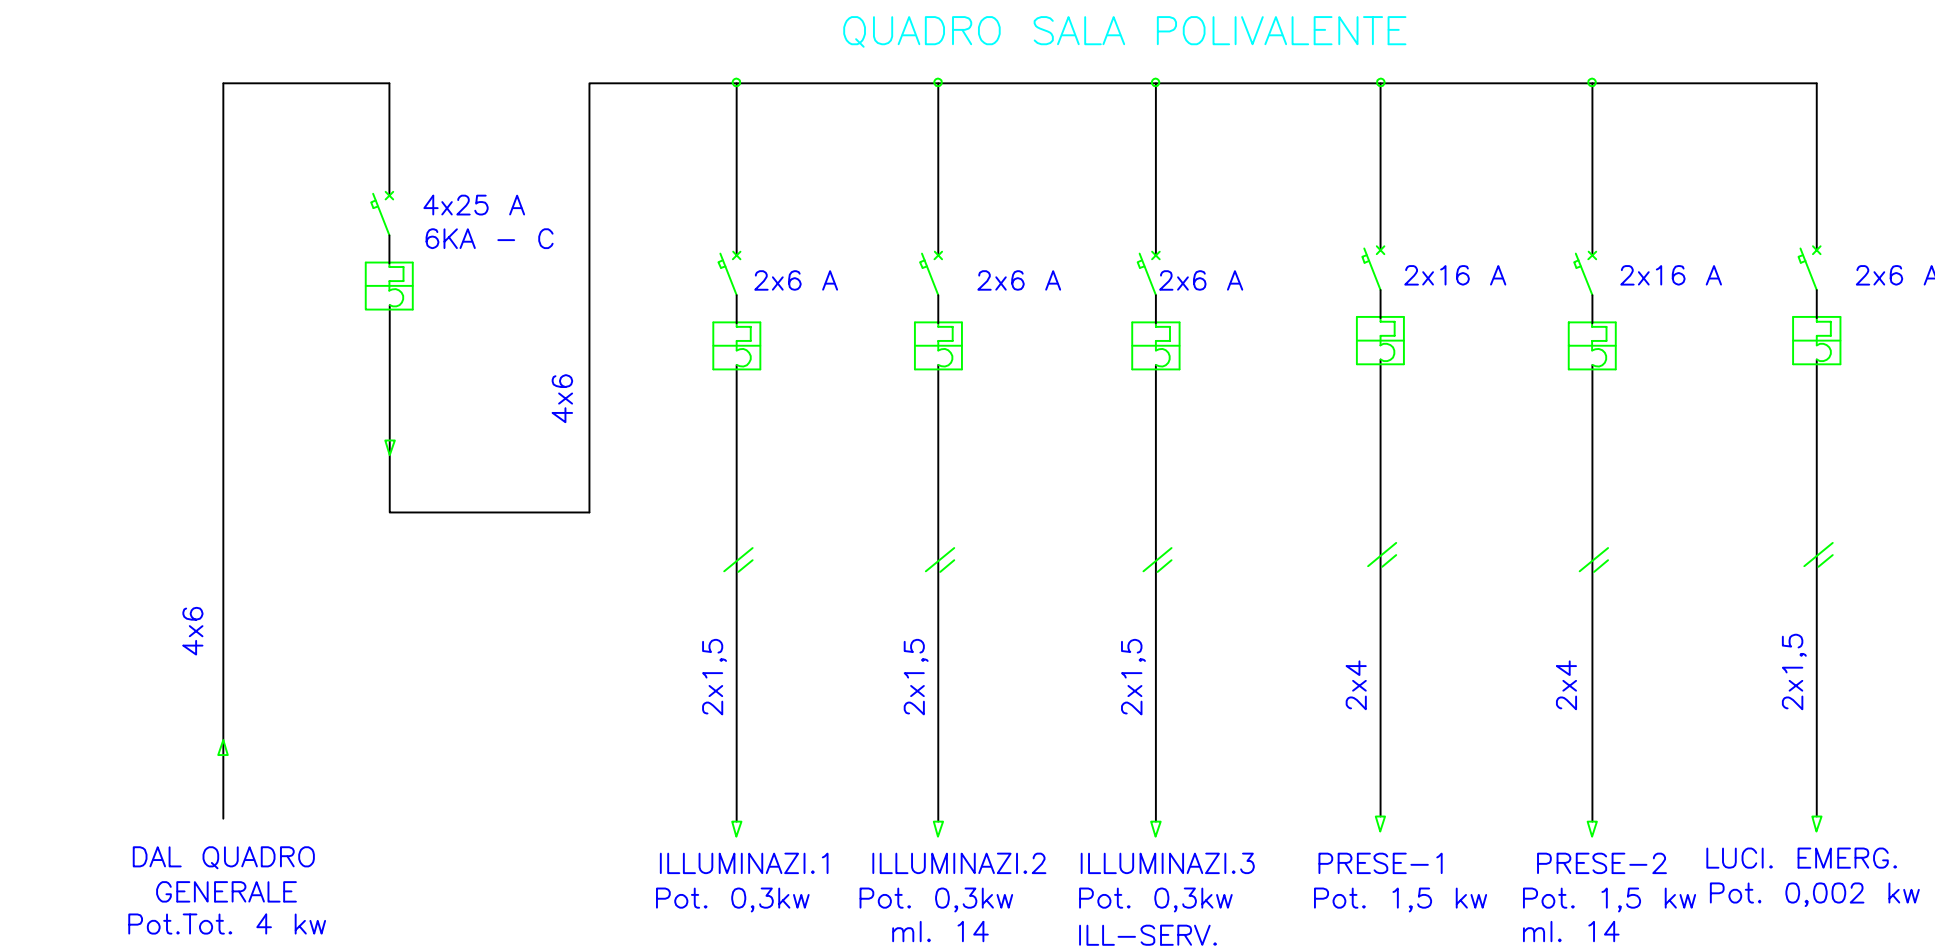 QUADRO SALA POLIVALENTE
4x25 A
6KA - C
2x6 A
2x6 A
2x6 A
2x16 A
2x16 A
2x6 A
4x6
4x6
2x1,5
2x1,5
2x1,5
2x4
2x4
2x1,5
DAL QUADRO
GENERALE
Pot.Tot. 4 kw
ILLUMINAZI.1
Pot. 0,3kw
ILLUMINAZI.2
Pot. 0,3kw
ml. 14
ILLUMINAZI.3
Pot. 0,3kw
ILL-SERV.
PRESE-1
Pot. 1,5 kw
PRESE-2
Pot. 1,5 kw
ml. 14
LUCI. EMERG.
Pot. 0,002 kw